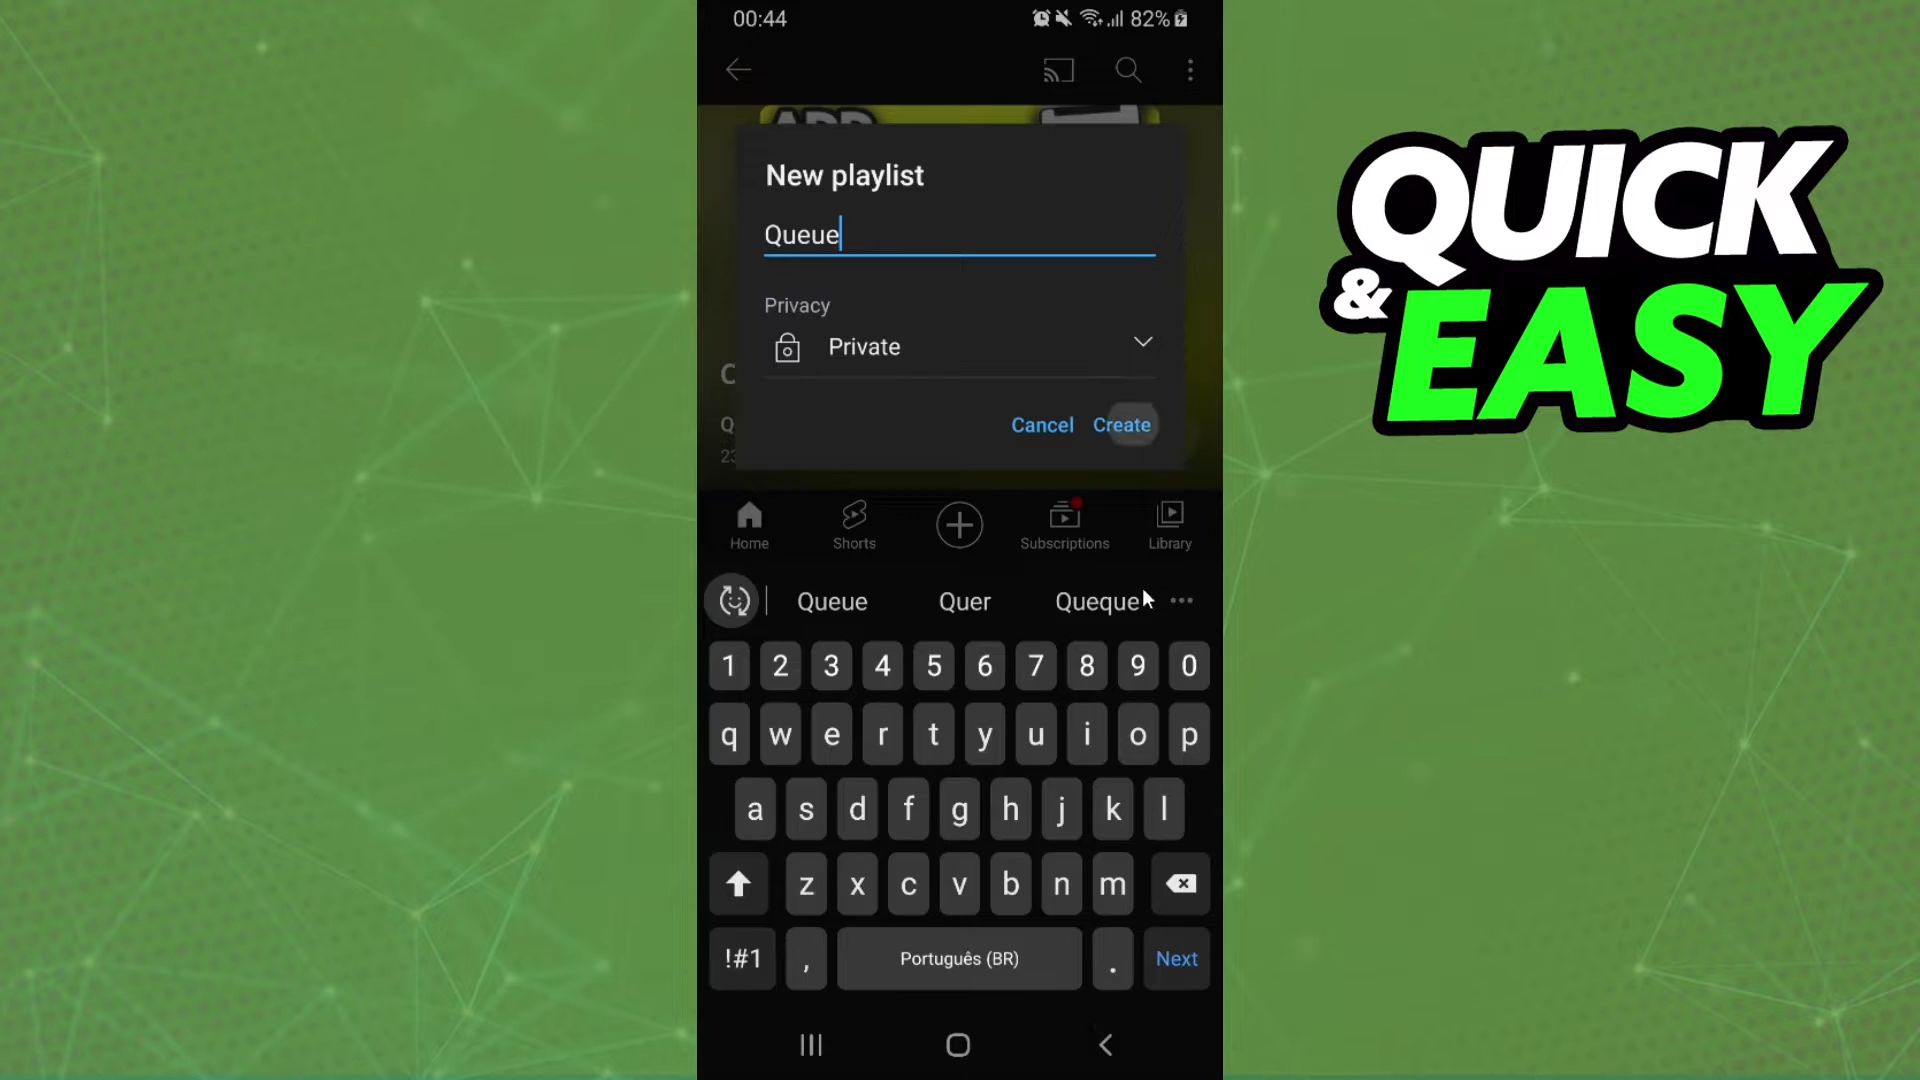 00:44
82%
ADD
New playlist
Queue
Privacy
Private
Cancel Create
Home Shorts Subscriptions Library
Queue Quer Queque
1 2 3 4 5 6 7 8 9 0
q w e r t y u i o p
a s d f g h j k l
z x c v b n m
!#1 , Português (BR) . Next
QUICK
& EASY